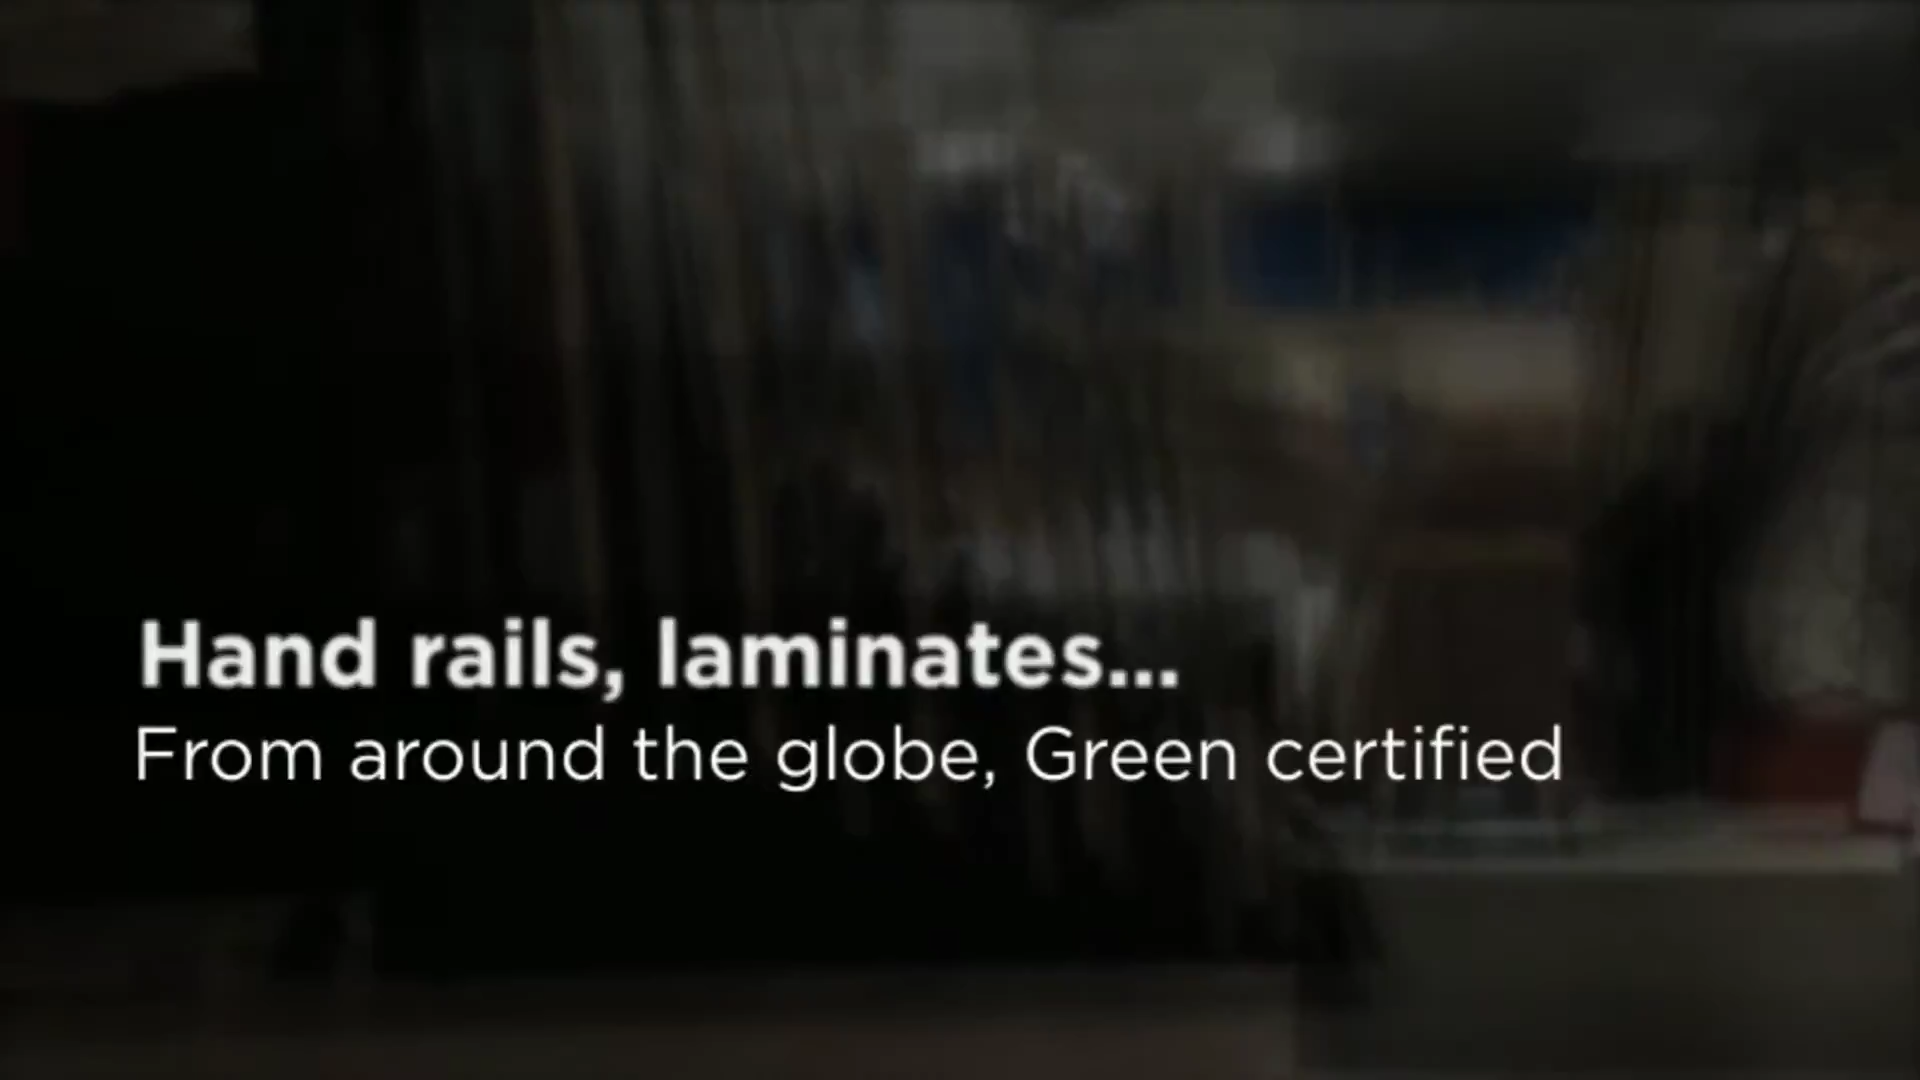 Hand rails, laminates...
From around the globe, Green certified